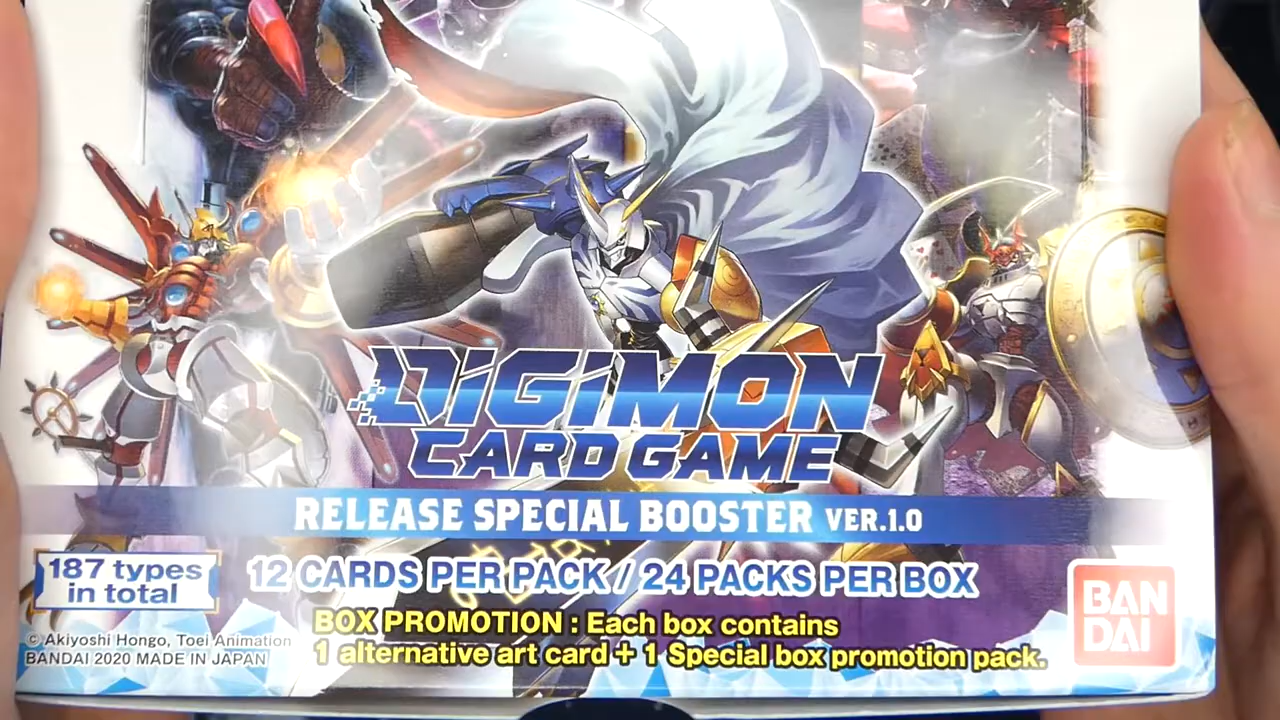 DIGIMON
CARD GAME
RELEASE SPECIAL BOOSTER VER.1.0
187 types
in total
12 CARDS PER PACK / 24 PACKS PER BOX
BOX PROMOTION : Each box contains
1 alternative art card + 1 Special box promotion pack.
© Akiyoshi Hongo, Toei Animation
BANDAI 2020 MADE IN JAPAN
BAN
DAI